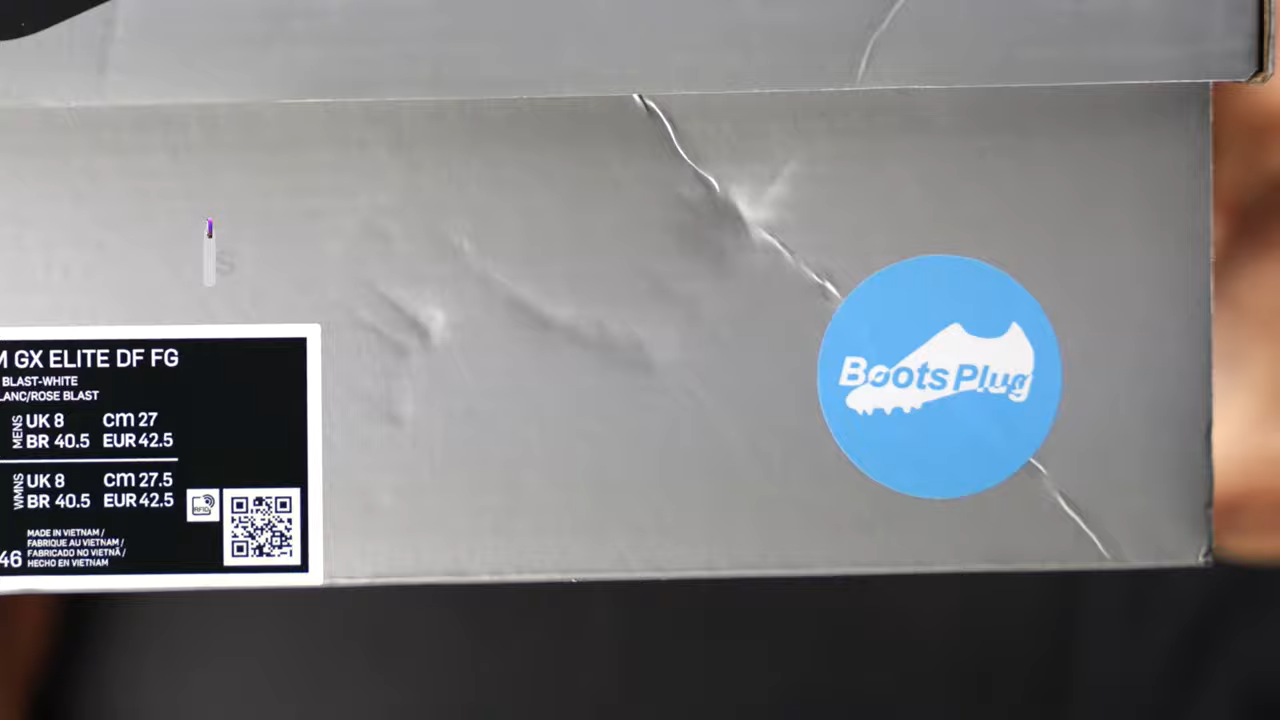 M GX ELITE DF FG
BLAST-WHITE
LANC/ROSE BLAST
MENS
UK 8 CM 27
BR 40.5 EUR 42.5
WMNS
UK 8 CM 27.5
BR 40.5 EUR 42.5
RFID
MADE IN VIETNAM /
FABRIQUE AU VIETNAM /
FABRICADO NO VIETNÃ /
HECHO EN VIETNAM
46
Boots Plug